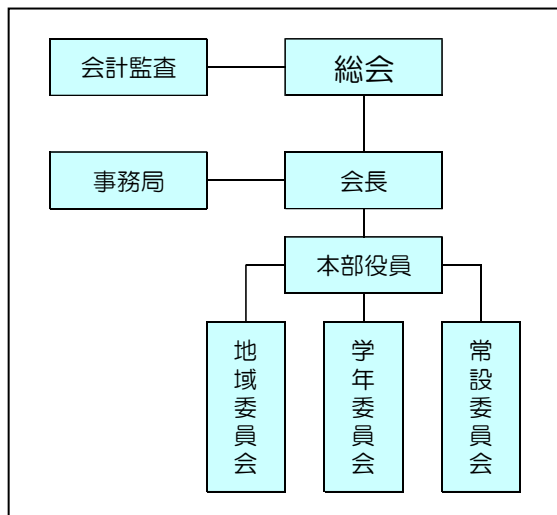 会計監査
総会
事務局
会長
本部役員
地域委員会
学年委員会
常設委員会